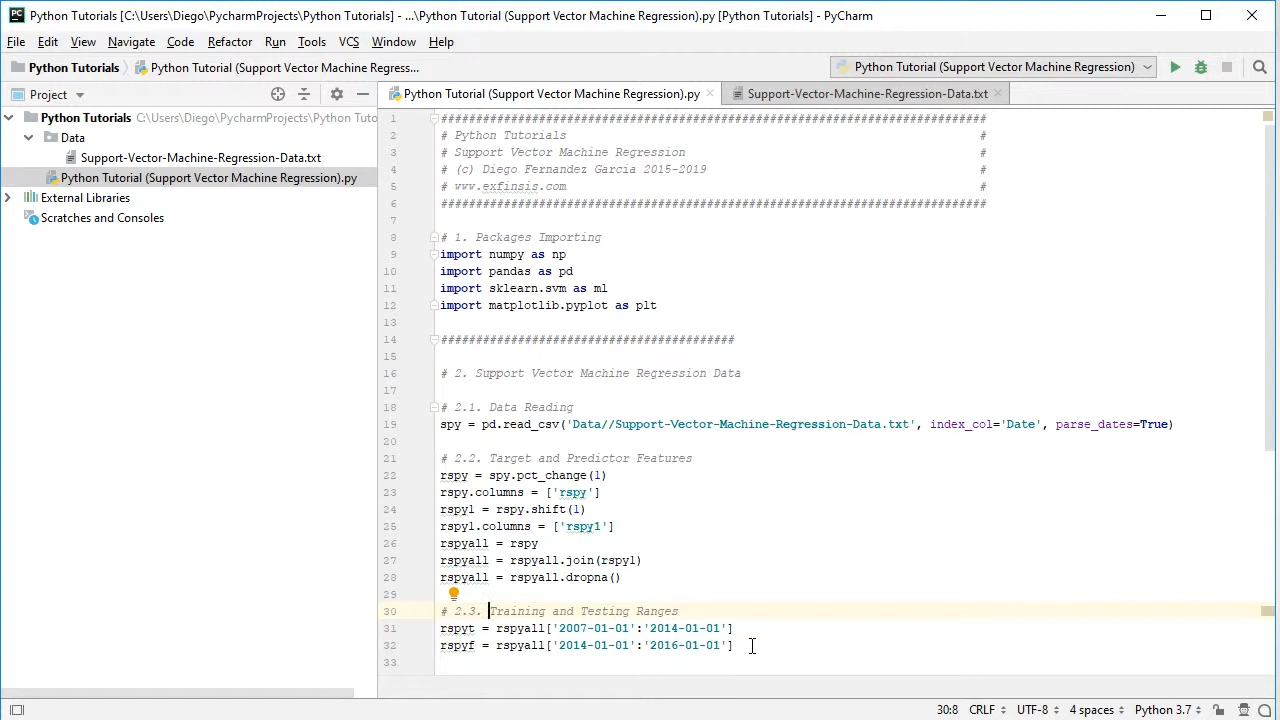 Python Tutorials [C:\Users\Diego\PycharmProjects\Python Tutorials] - ...\Python Tutorial (Support Vector Machine Regression).py [Python Tutorials] - PyCharm
File Edit View Navigate Code Refactor Run Tools VCS Window Help
Python Tutorials Python Tutorial (Support Vector Machine Regress... Python Tutorial (Support Vector Machine Regression)
Project Python Tutorial (Support Vector Machine Regression).py Support-Vector-Machine-Regression-Data.txt
Python Tutorials C:\Users\Diego\PycharmProjects\Python Tuto
Data
Support-Vector-Machine-Regression-Data.txt
Python Tutorial (Support Vector Machine Regression).py
External Libraries
Scratches and Consoles
1 ##############################################################################
2 # Python Tutorials #
3 # Support Vector Machine Regression #
4 # (c) Diego Fernandez Garcia 2015-2019 #
5 # www.exfinsis.com #
6 ##############################################################################
7
8 # 1. Packages Importing
9 import numpy as np
10 import pandas as pd
11 import sklearn.svm as ml
12 import matplotlib.pyplot as plt
13
14 ##########################################
15
16 # 2. Support Vector Machine Regression Data
17
18 # 2.1. Data Reading
19 spy = pd.read_csv('Data//Support-Vector-Machine-Regression-Data.txt', index_col='Date', parse_dates=True)
20
21 # 2.2. Target and Predictor Features
22 rspy = spy.pct_change(1)
23 rspy.columns = ['rspy']
24 rspy1 = rspy.shift(1)
25 rspy1.columns = ['rspy1']
26 rspyall = rspy
27 rspyall = rspyall.join(rspy1)
28 rspyall = rspyall.dropna()
29
30 # 2.3. Training and Testing Ranges
31 rspyt = rspyall['2007-01-01':'2014-01-01']
32 rspyf = rspyall['2014-01-01':'2016-01-01']
33
30:8 CRLF UTF-8 4 spaces Python 3.7